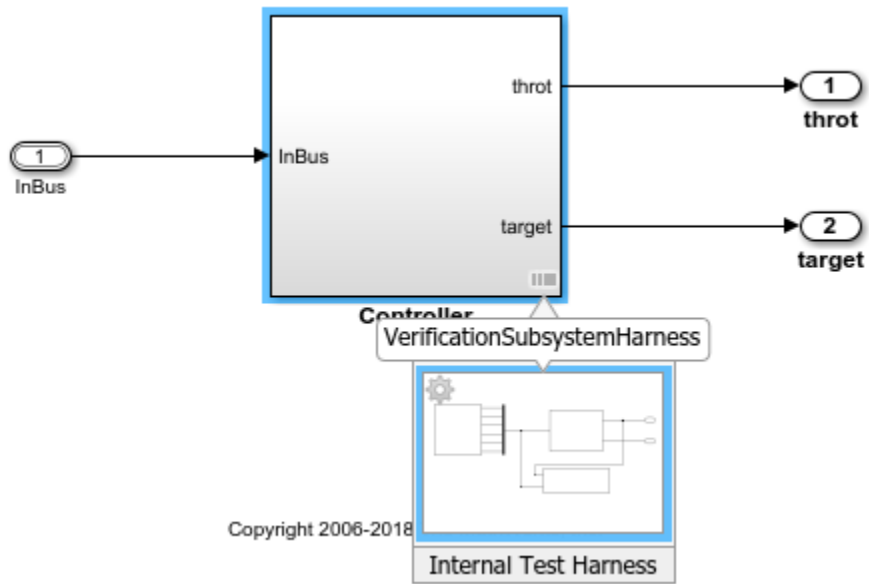 throt
1
throt
1
InBus
InBus
target
2
target
Controller
VerificationSubsystemHarness
Copyright 2006-2018
Internal Test Harness